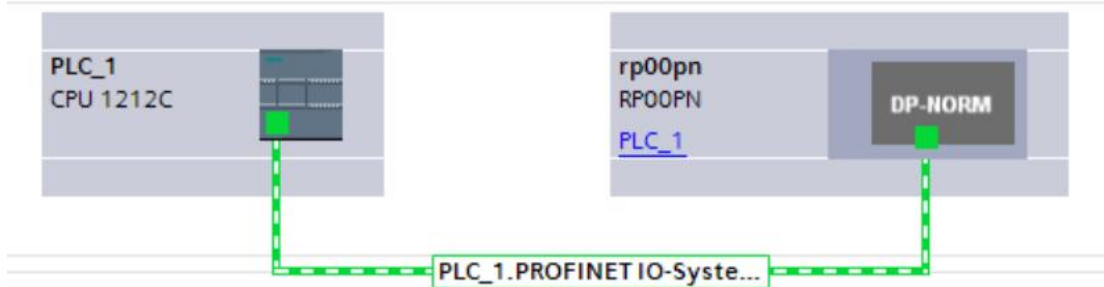 PLC_1
CPU 1212C
rp00pn
RP00PN
PLC_1
DP-NORM
PLC_1.PROFINET IO-Syste...